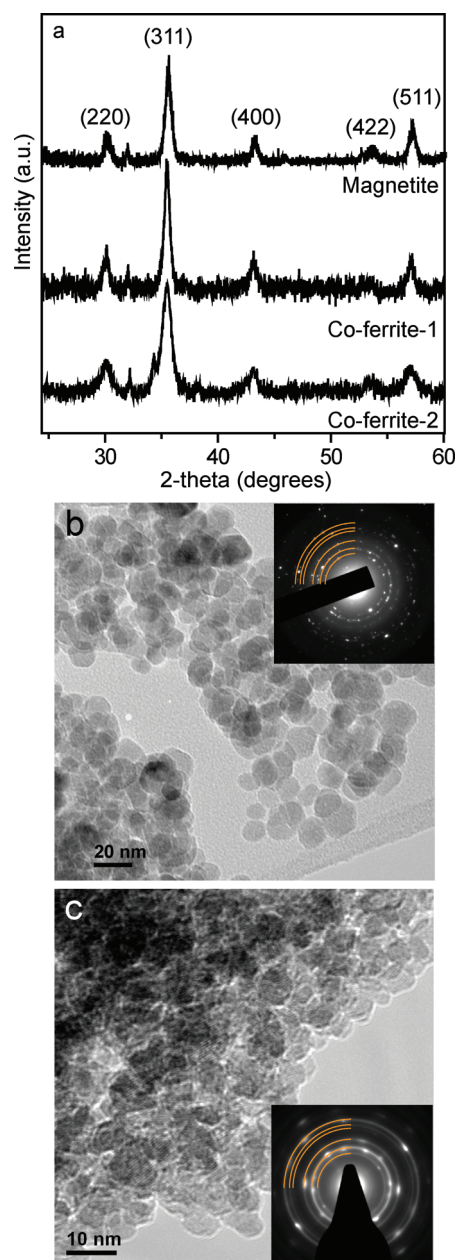 a
(311)
(220)
(400)
(422)
(511)
Magnetite
Co-ferrite-1
Co-ferrite-2
Intensity (a.u.)
30
40
50
60
2-theta (degrees)
b
20 nm
c
10 nm